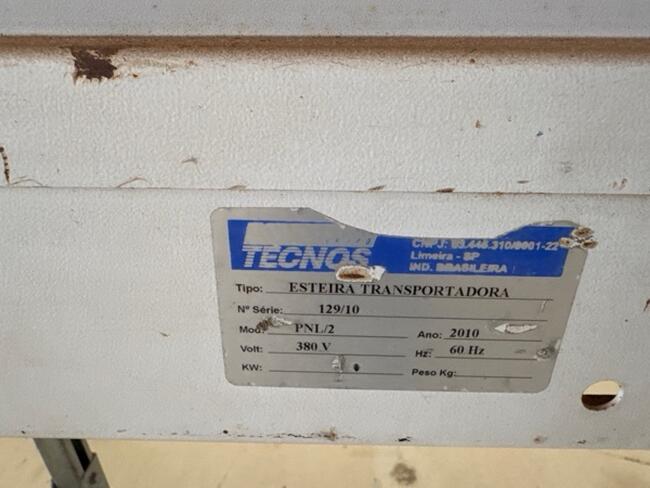 TECNOS
CNPJ: 03.446.310/0001-22
Limeira - SP
IND. BRASILEIRA
Tipo: ESTEIRA TRANSPORTADORA
Nº Série: 129/10
Mod: PNL/2 Ano: 2010
Volt: 380 V Hz: 60 Hz
KW: Peso Kg: